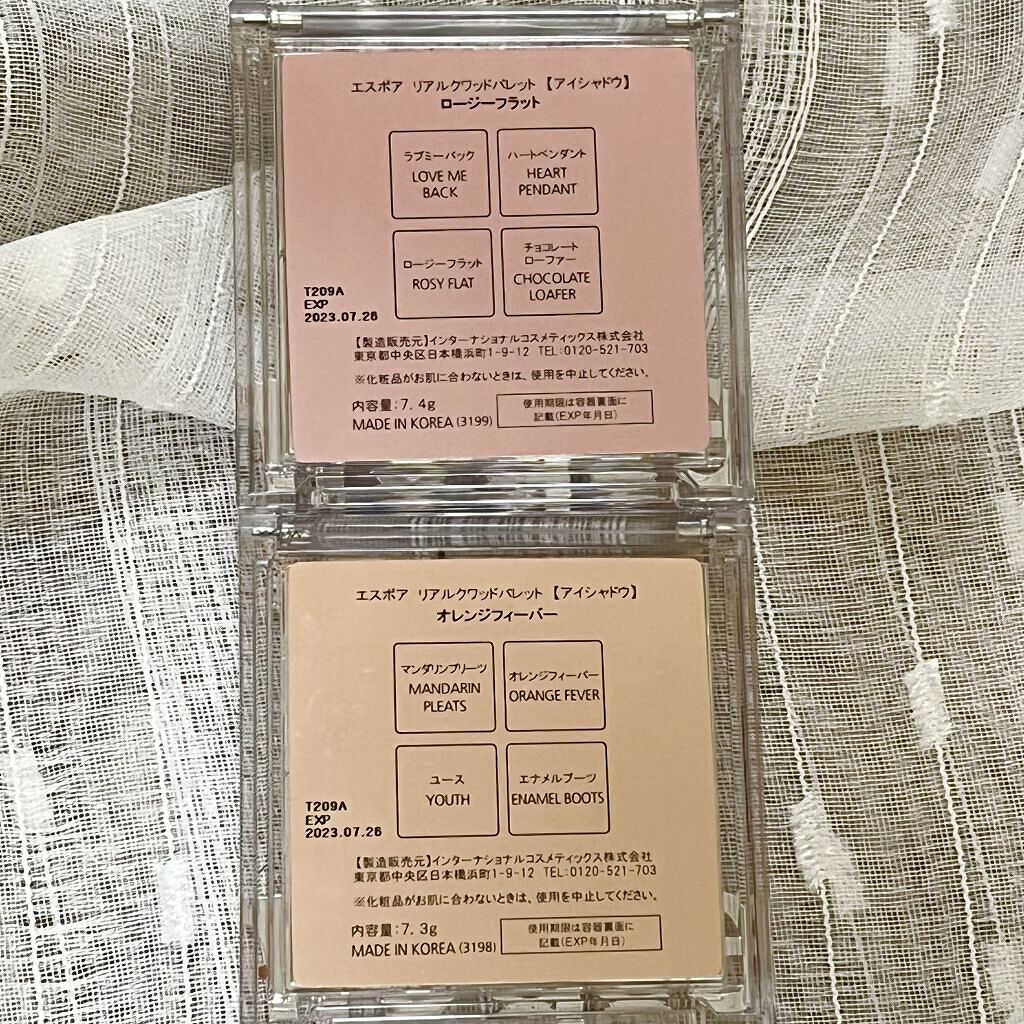 エスポア リアルクワッドパレット 【アイシャドウ】
ロージーフラット
ラブミーバック
LOVE ME
BACK
ハートペンダント
HEART
PENDANT
ロージーフラット
ROSY FLAT
チョコレート
ローファー
CHOCOLATE
LOAFER
T209A
EXP
2023.07.26
【製造販売元】インターナショナルコスメティックス株式会社
東京都中央区日本橋浜町1-9-12 TEL:0120-521-703
※化粧品がお肌に合わないときは、使用を中止してください。
内容量:7.4g
MADE IN KOREA (3199)
使用期限は容器裏面に
記載(EXP年月日)
エスポア リアルクワッドパレット 【アイシャドウ】
オレンジフィーバー
マンダリンプリーツ
MANDARIN
PLEATS
オレンジフィーバー
ORANGE FEVER
ユース
YOUTH
エナメルブーツ
ENAMEL BOOTS
T209A
EXP
2023.07.26
【製造販売元】インターナショナルコスメティックス株式会社
東京都中央区日本橋浜町1-9-12 TEL:0120-521-703
※化粧品がお肌に合わないときは、使用を中止してください。
内容量:7.3g
MADE IN KOREA (3198)
使用期限は容器裏面に
記載(EXP年月日)